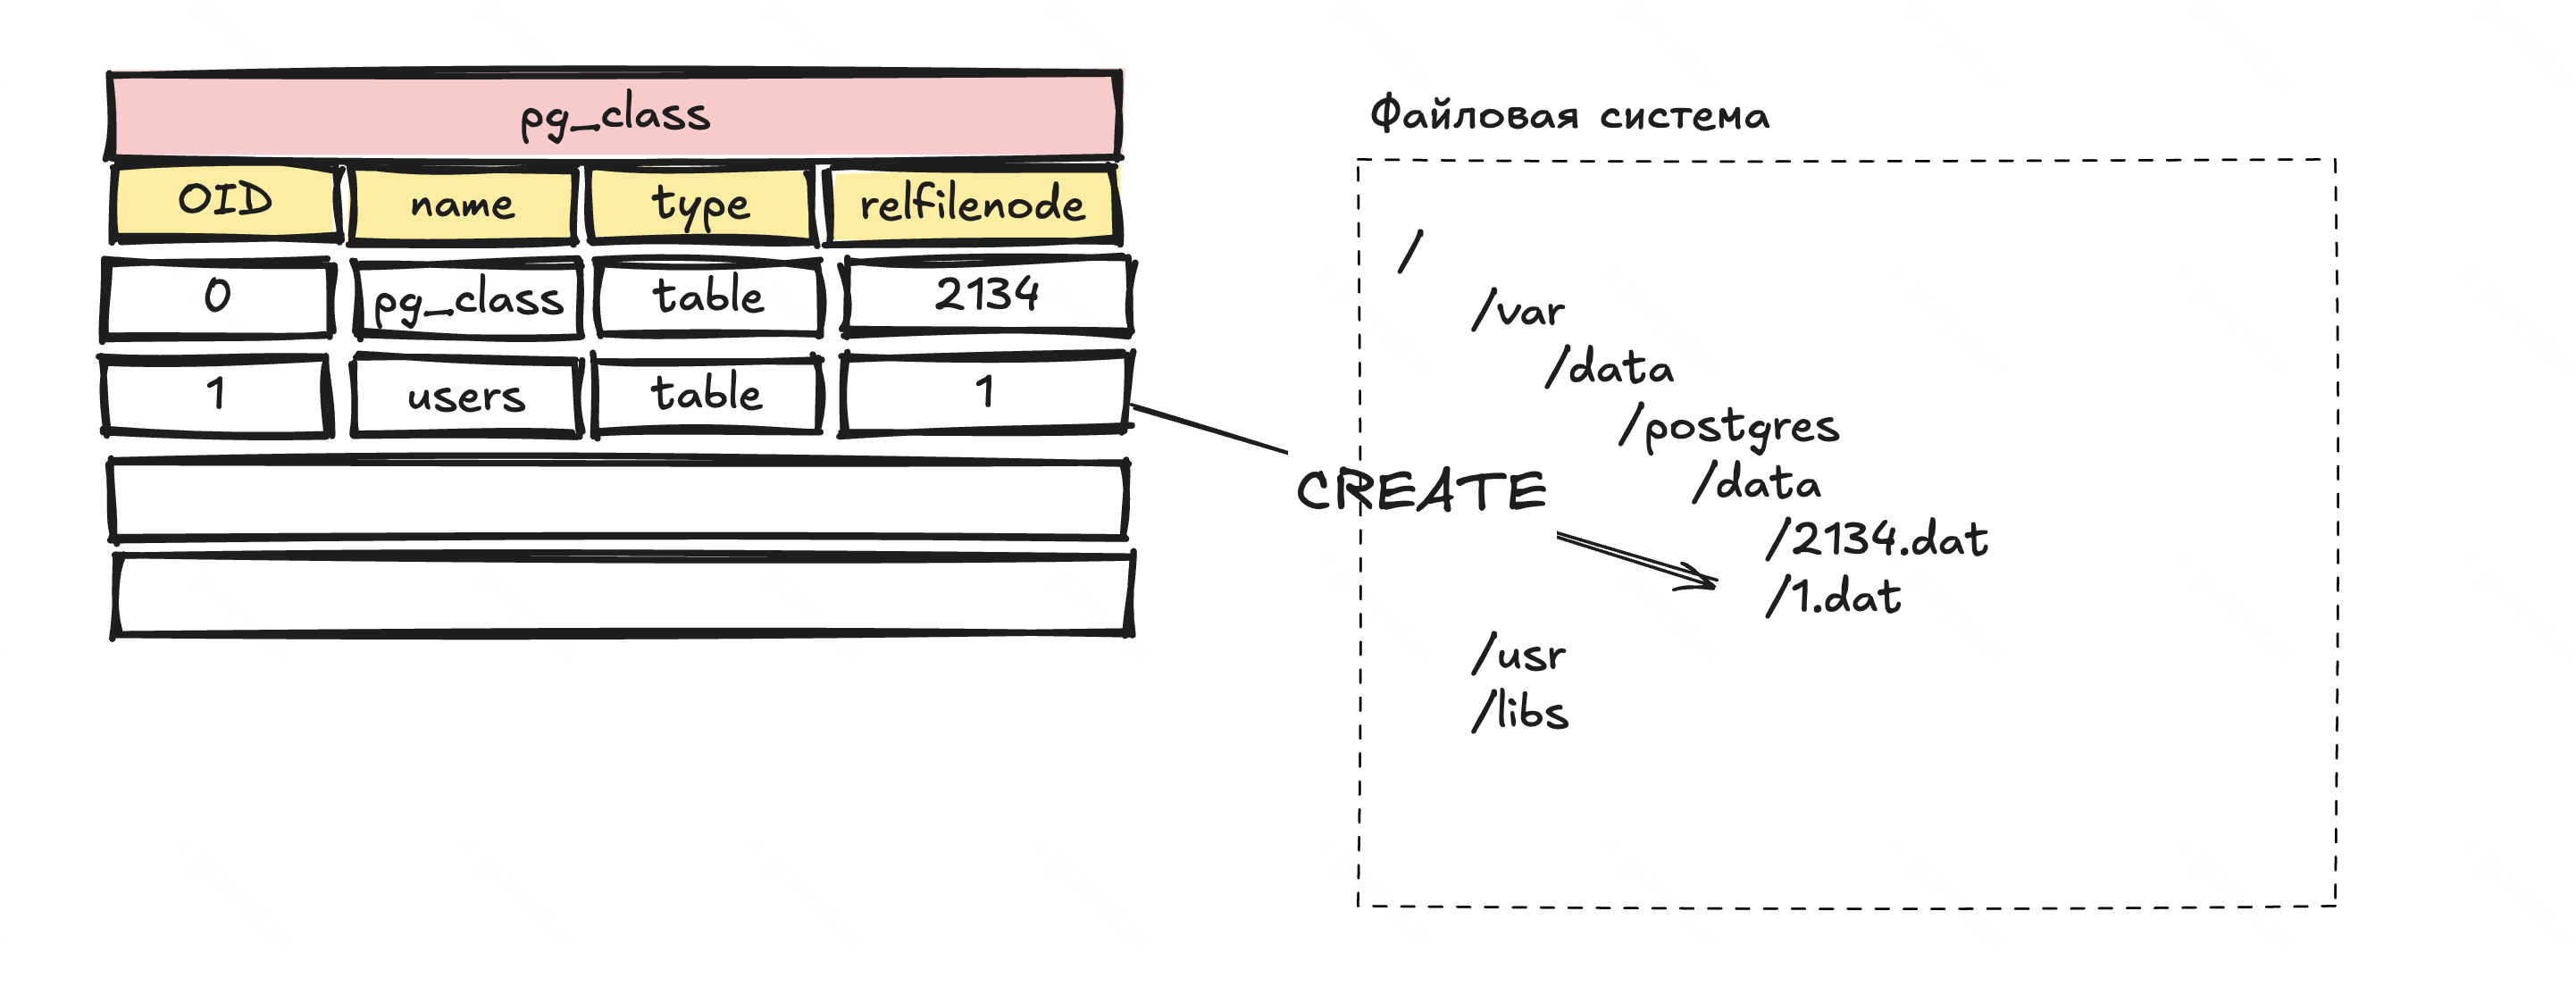 pg_class
OID name type relfilenode
0 pg_class table 2134
1 users table 1
CREATE
Файловая система
/
/var
/data
/postgres
/data
/2134.dat
/1.dat
/usr
/libs